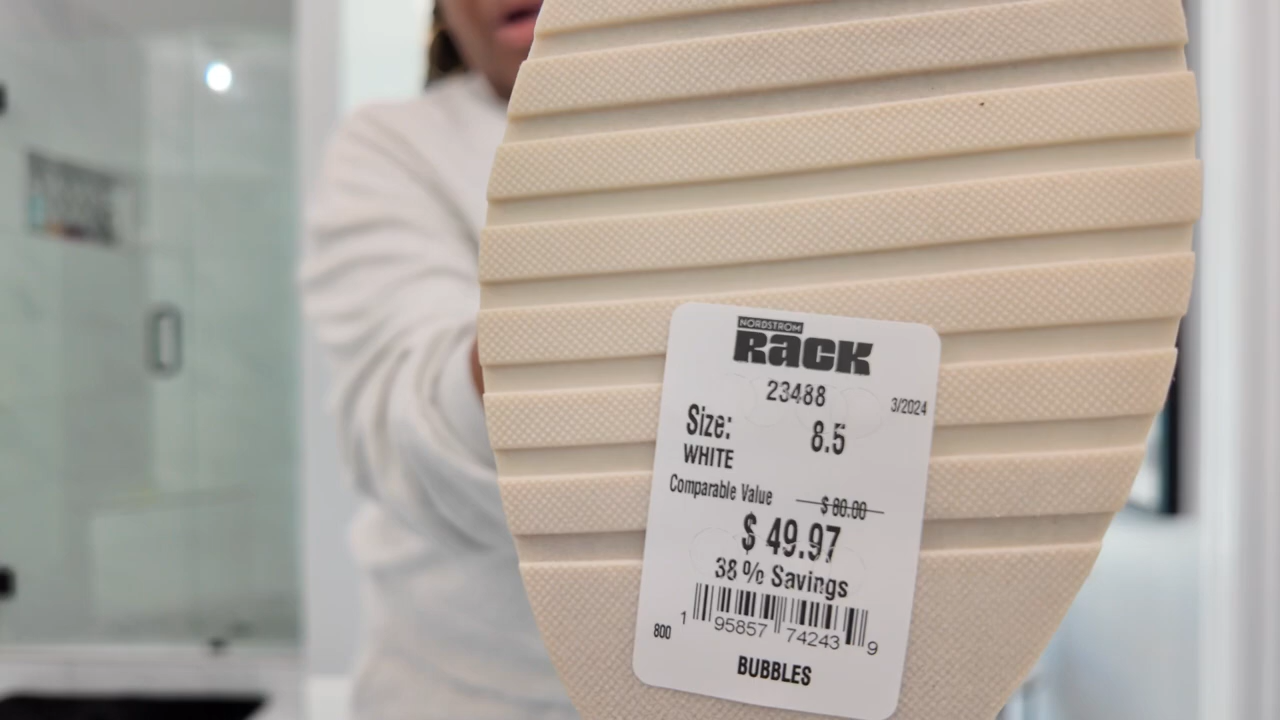 NORDSTROM
RACK
23488
3/2024
Size: 8.5
WHITE
Comparable Value $ 80.00
$ 49.97
38 % Savings
800 1 95857 74243 9
BUBBLES